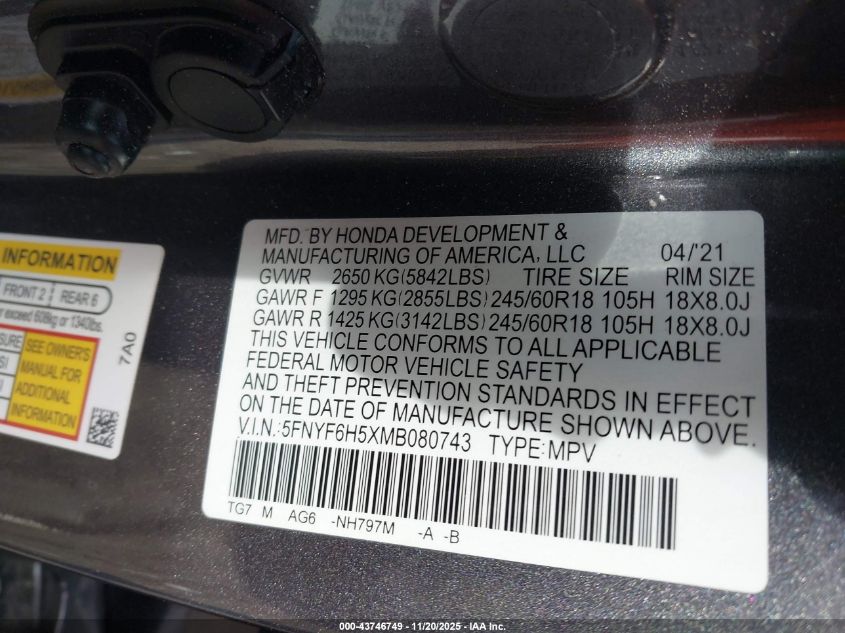 MFD. BY HONDA DEVELOPMENT &
MANUFACTURING OF AMERICA, LLC 04/'21
GVWR 2650 KG(5842LBS) TIRE SIZE RIM SIZE
GAWR F 1295 KG(2855LBS) 245/60R18 105H 18X8.0J
GAWR R 1425 KG(3142LBS) 245/60R18 105H 18X8.0J
THIS VEHICLE CONFORMS TO ALL APPLICABLE
FEDERAL MOTOR VEHICLE SAFETY
AND THEFT PREVENTION STANDARDS IN EFFECT
ON THE DATE OF MANUFACTURE SHOWN ABOVE.
V.I.N.:5FNYF6H5XMB080743 TYPE:MPV
TG7 M AG6 -NH797M -A -B
INFORMATION
FRONT 2 REAR 6
exceed 608kg or 1340lbs.
SEE OWNER'S
MANUAL FOR
ADDITIONAL
INFORMATION
7A0
000-43746749 - 11/20/2025 - IAA Inc.